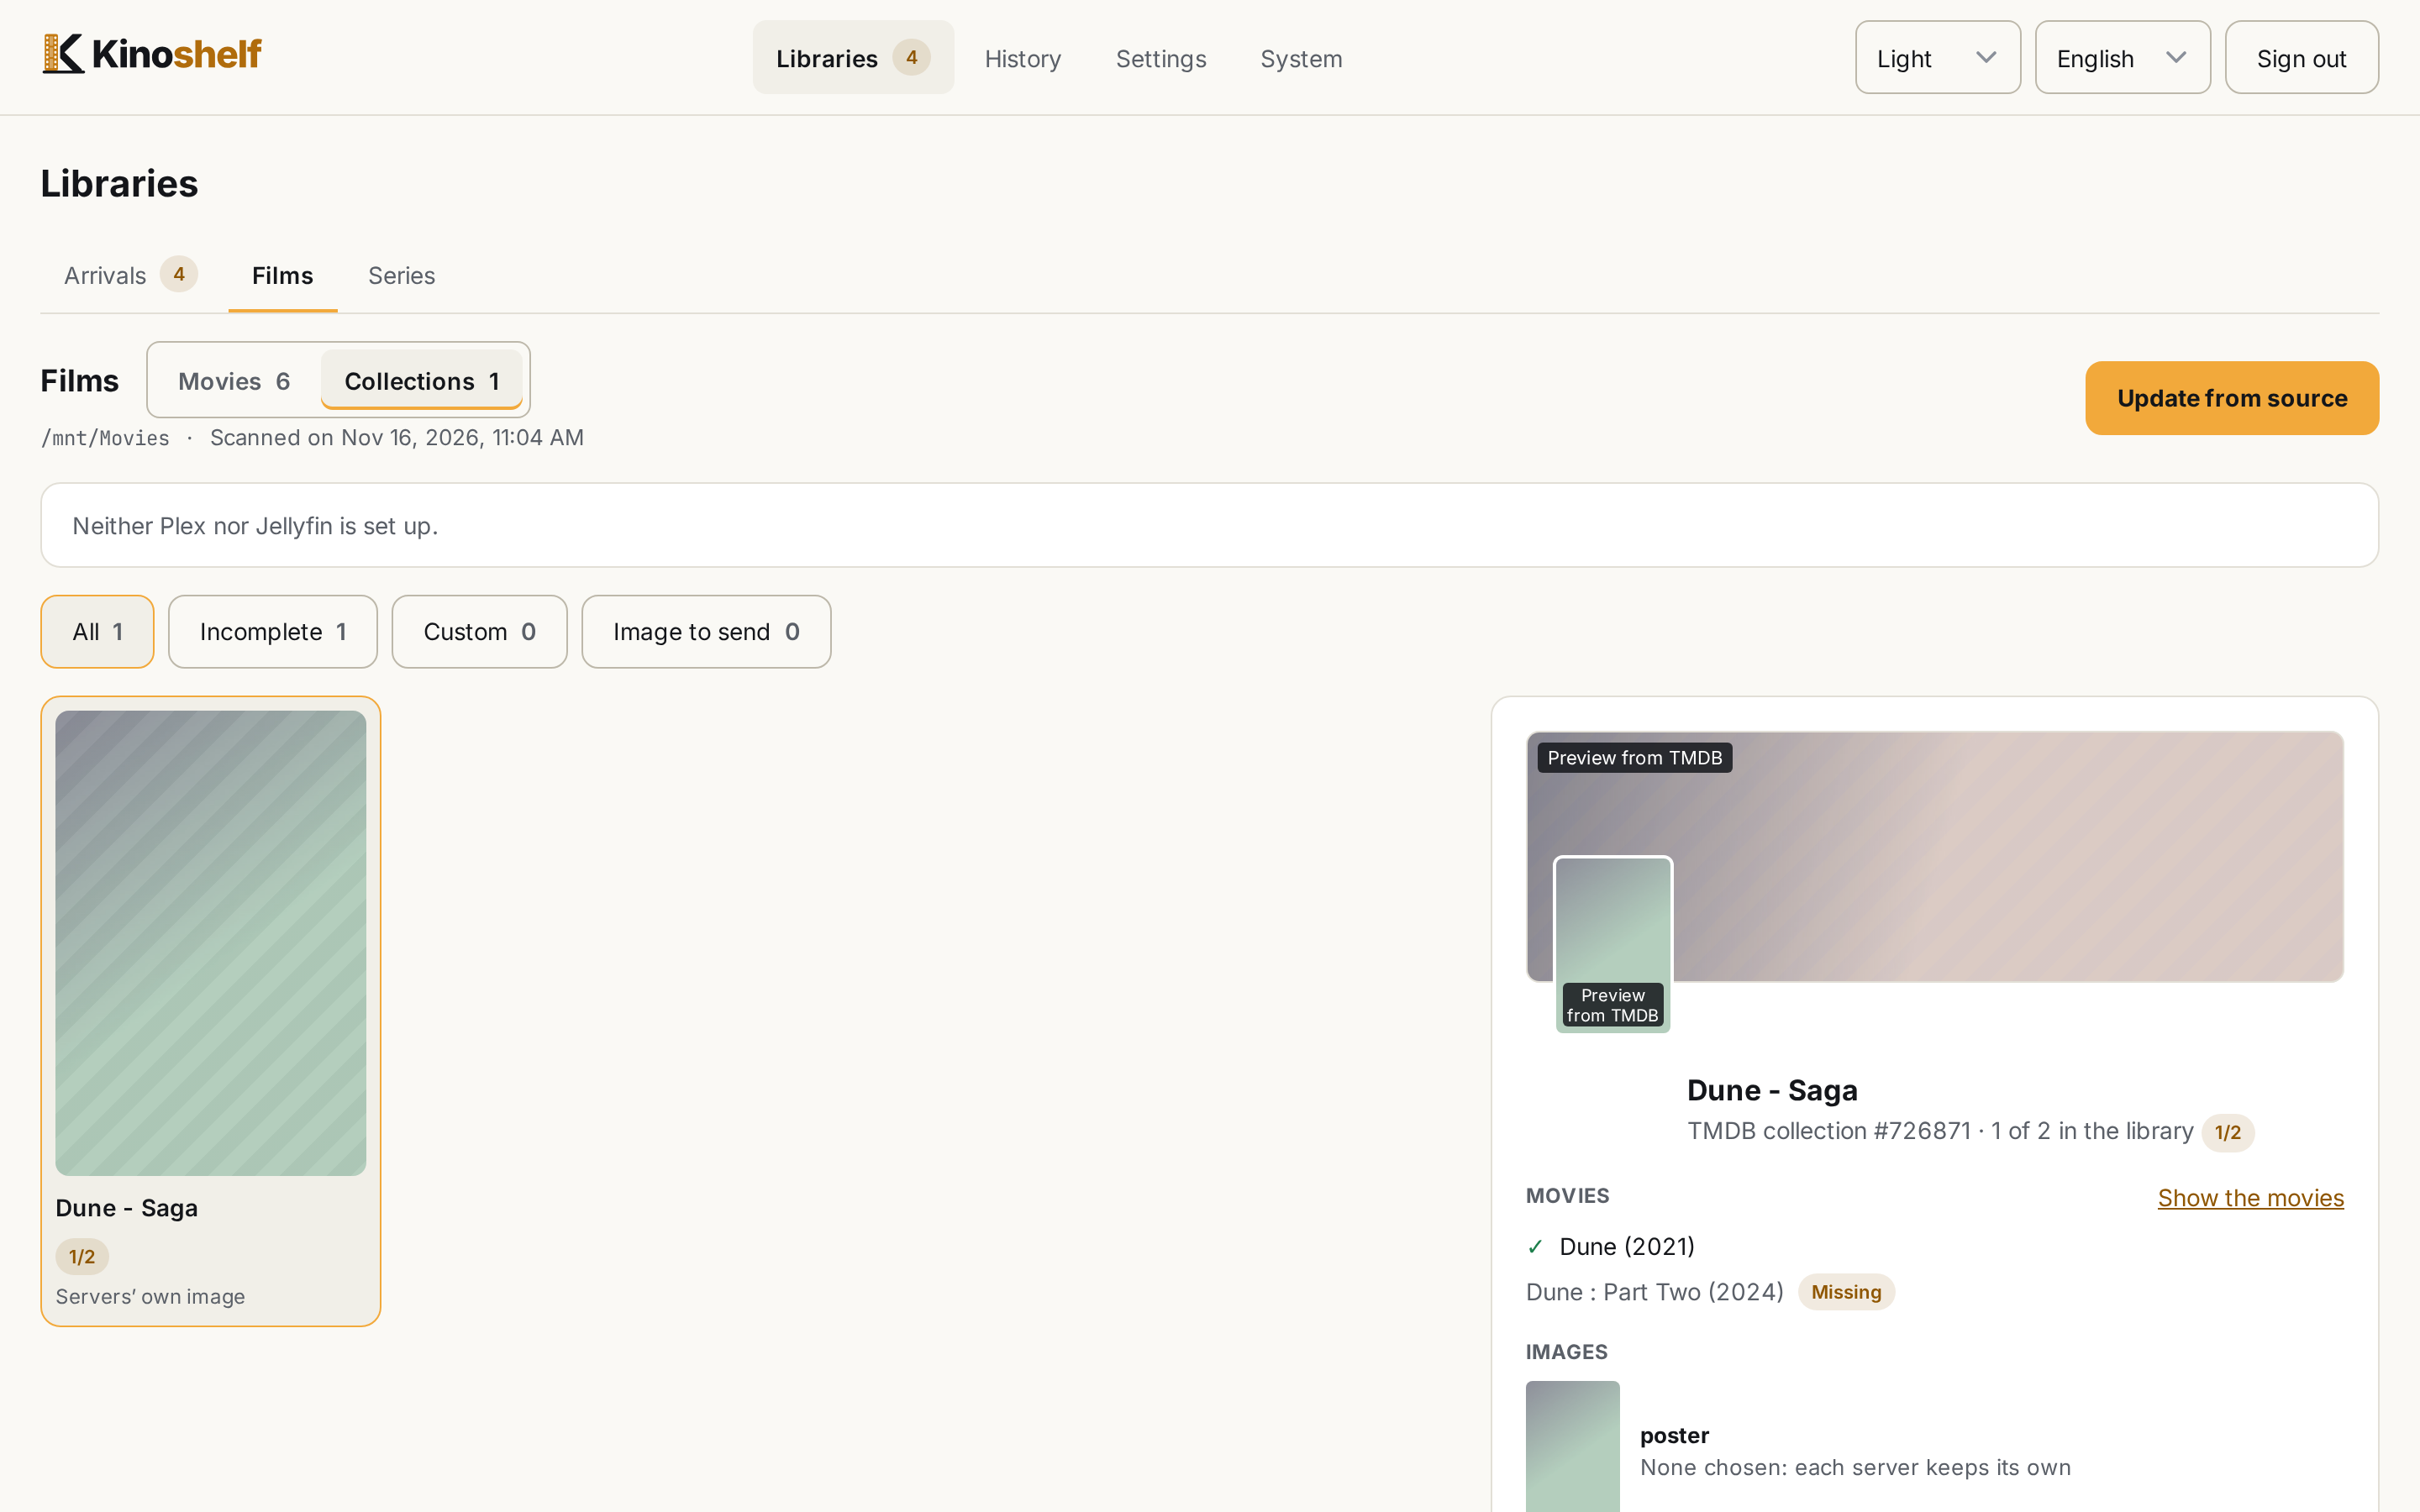 Kinoshelf
Libraries 4 History Settings System
Light English Sign out
Libraries
Arrivals 4 Films Series
Films Movies 6 Collections 1
/mnt/Movies · Scanned on Nov 16, 2026, 11:04 AM
Update from source
Neither Plex nor Jellyfin is set up.
All 1 Incomplete 1 Custom 0 Image to send 0
Dune - Saga
1/2
Servers’ own image
Preview from TMDB
Preview
from TMDB
Dune - Saga
TMDB collection #726871 · 1 of 2 in the library 1/2
MOVIES Show the movies
✓ Dune (2021)
Dune : Part Two (2024) Missing
IMAGES
poster
None chosen: each server keeps its own